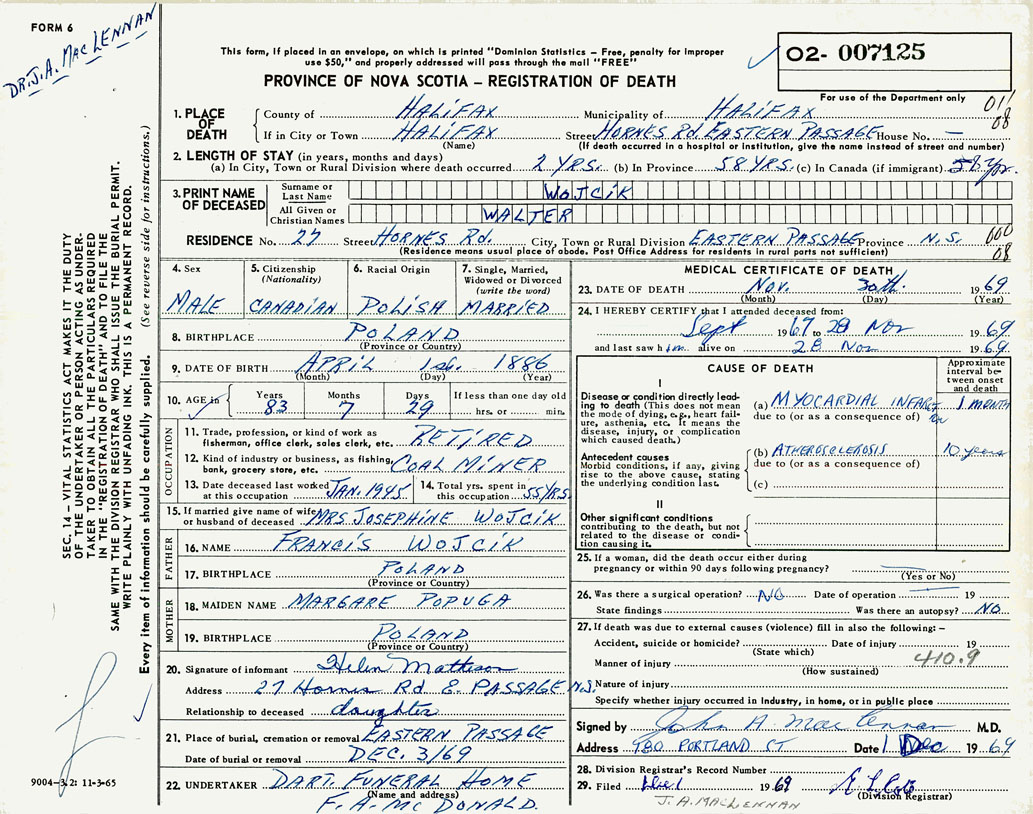 FORM 6
DR. J. A. MAC LENNAN
This form, if placed in an envelope, on which is printed "Dominion Statistics – Free, penalty for improper
use $50," and properly addressed will pass through the mail "FREE"
02- 007125
For use of the Department only
PROVINCE OF NOVA SCOTIA – REGISTRATION OF DEATH
SEC. 14 – VITAL STATISTICS ACT MAKES IT THE DUTY
OF THE UNDERTAKER OR PERSON ACTING AS UNDER-
TAKER TO OBTAIN ALL THE PARTICULARS REQUIRED
IN THE "REGISTRATION OF DEATH" AND TO FILE THE
SAME WITH THE DIVISION REGISTRAR WHO SHALL ISSUE THE BURIAL PERMIT.
WRITE PLAINLY WITH UNFADING INK. THIS IS A PERMANENT RECORD.
Every item of information should be carefully supplied. (See reverse side for instructions.)
1. PLACE OF DEATH
County of HALIFAX Municipality of HALIFAX 011
If in City or Town HALIFAX Street HORNES Rd. EASTERN PASSAGE House No. — 08
(Name) (If death occurred in a hospital or institution, give the name instead of street and number)
2. LENGTH OF STAY (in years, months and days)
(a) In City, Town or Rural Division where death occurred 2 YRS. (b) In Province 58 YRS. (c) In Canada (if immigrant) 58 Yrs.
3. PRINT NAME OF DECEASED
Surname or Last Name WOJCIK
All Given or Christian Names WALTER
RESIDENCE No. 27 Street HORNES Rd. City, Town or Rural Division EASTERN PASSAGE Province N.S. 000
(Residence means usual place of abode. Post Office Address for residents in rural parts not sufficient) 08
4. Sex MALE
5. Citizenship (Nationality) CANADIAN
6. Racial Origin POLISH
7. Single, Married, Widowed or Divorced (write the word) MARRIED
8. BIRTHPLACE POLAND
(Province or Country)
9. DATE OF BIRTH APRIL 1st. 1886
(Month) (Day) (Year)
10. AGE in Years 83 Months 7 Days 29 If less than one day old hrs. or min.
OCCUPATION
11. Trade, profession, or kind of work as
fisherman, office clerk, sales clerk, etc. RETIRED
12. Kind of industry or business, as fishing,
bank, grocery store, etc. COAL MINER
13. Date deceased last worked at this occupation JAN. 1945
14. Total yrs. spent in this occupation 55 YRS.
15. If married give name of wife
or husband of deceased MRS JOSEPHINE WOJCIK
FATHER
16. NAME FRANCIS WOJCIK
17. BIRTHPLACE POLAND
(Province or Country)
MOTHER
18. MAIDEN NAME MARGARE POPUGA
19. BIRTHPLACE POLAND
(Province or Country)
20. Signature of informant Helen Mattison
Address 27 Hornes Rd E. PASSAGE N.S.
Relationship to deceased daughter
21. Place of burial, cremation or removal EASTERN PASSAGE
Date of burial or removal DEC. 3/69
22. UNDERTAKER DART. FUNERAL HOME
(Name and address)
F. A. MC DONALD.
9004–3.2: 11-3-65
MEDICAL CERTIFICATE OF DEATH
23. DATE OF DEATH NOV. 30th. 1969
(Month) (Day) (Year)
24. I HEREBY CERTIFY that I attended deceased from:
Sept 1967 to 28 Nov 1969
and last saw him alive on 28 Nov 1969.
CAUSE OF DEATH
Approximate interval be-tween onset and death
I
Disease or condition directly lead-
ing to death (This does not
mean the mode of dying, e.g., heart fail-
ure, asthenia, etc. It means the
disease, injury, or complication
which caused death.)
(a) MYOCARDIAL INFARCTION 1 MONTH
due to (or as a consequence of)
Antecedent causes
Morbid conditions, if any, giving
rise to the above cause, stating
the underlying condition last.
(b) ATHEROSCLEROSIS 10 years
due to (or as a consequence of)
(c)
II
Other significant conditions
contributing to the death, but not
related to the disease or condi-
tion causing it.
25. If a woman, did the death occur either during
pregnancy or within 90 days following pregnancy? —
(Yes or No)
26. Was there a surgical operation? NO Date of operation — 19
State findings Was there an autopsy? NO
27. If death was due to external causes (violence) fill in also the following: –
Accident, suicide or homicide? Date of injury 19
(State which)
410.9
Manner of injury
(How sustained)
Nature of injury
Specify whether injury occurred in Industry, in home, or in public place
Signed by John A. MacLennan M.D.
Address 780 PORTLAND ST Date 1 Dec 1969
28. Division Registrar's Record Number
29. Filed Dec 1 1969
(Division Registrar)
J. A. MACLENNAN